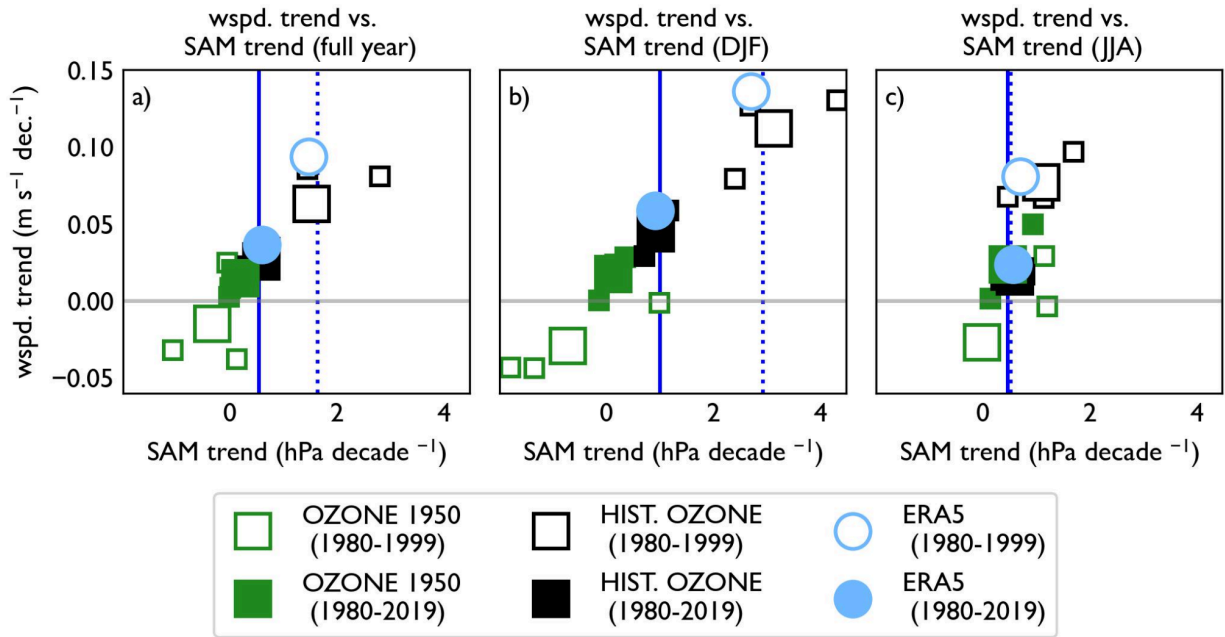 wspd. trend vs.
SAM trend (full year)
wspd. trend vs.
SAM trend (DJF)
wspd. trend vs.
SAM trend (JJA)
wspd. trend (m s⁻¹ dec.⁻¹)
0.15
0.10
0.05
0.00
−0.05
a)
b)
c)
0 2 4
0 2 4
0 2 4
SAM trend (hPa decade ⁻¹)
SAM trend (hPa decade ⁻¹)
SAM trend (hPa decade ⁻¹)
OZONE 1950
(1980-1999)
HIST. OZONE
(1980-1999)
ERA5
(1980-1999)
OZONE 1950
(1980-2019)
HIST. OZONE
(1980-2019)
ERA5
(1980-2019)